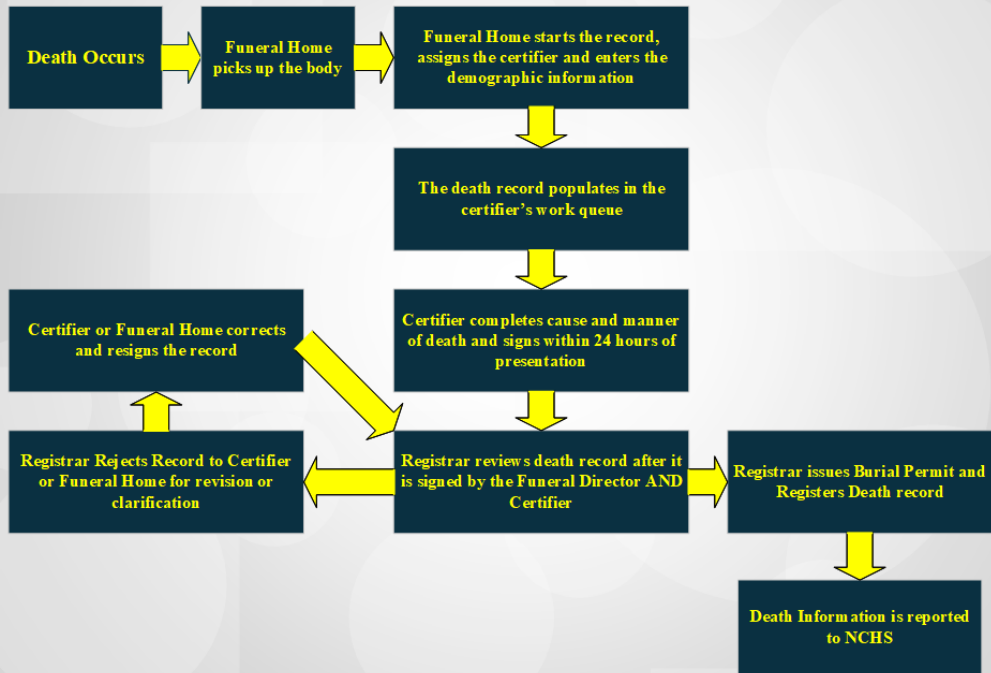 Death Occurs
Funeral Home
picks up the body
Funeral Home starts the record,
assigns the certifier and enters the
demographic information
The death record populates in the
certifier's work queue
Certifier completes cause and manner
of death and signs within 24 hours of
presentation
Certifier or Funeral Home corrects
and resigns the record
Registrar Rejects Record to Certifier
or Funeral Home for revision or
clarification
Registrar reviews death record after it
is signed by the Funeral Director AND
Certifier
Registrar issues Burial Permit and
Registers Death record
Death Information is reported
to NCHS